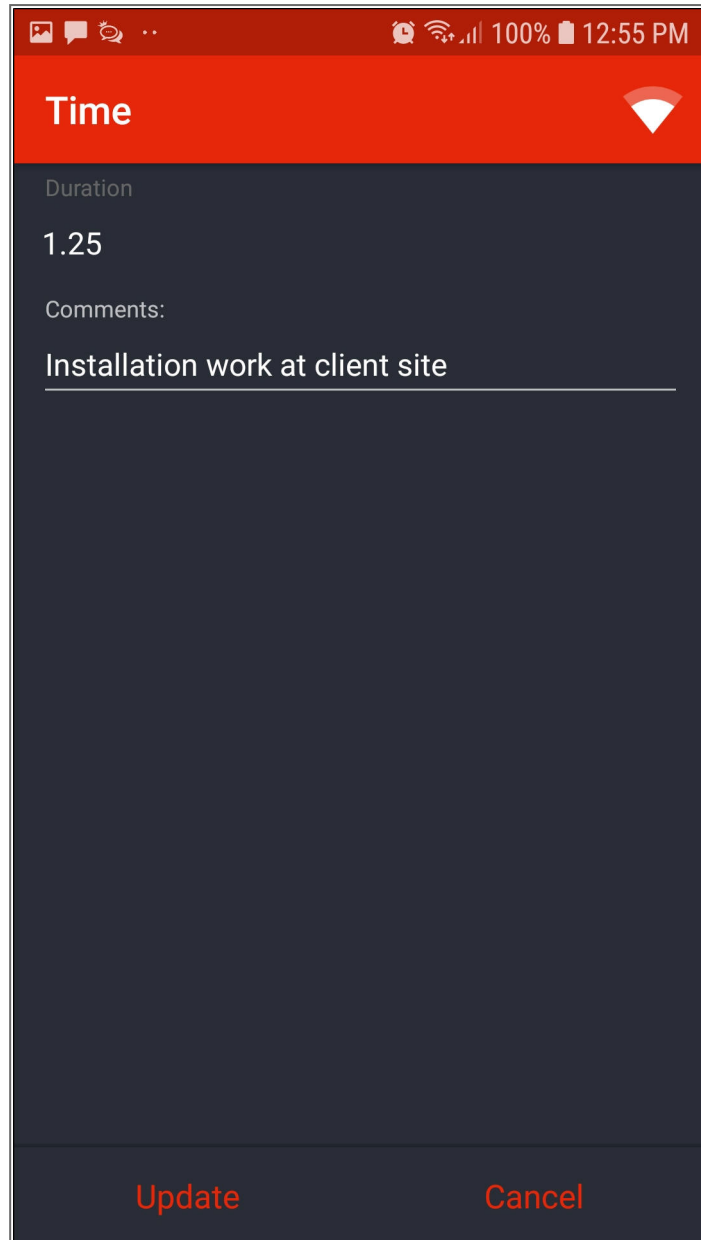 100% 12:55 PM
Time
Duration
1.25
Comments:
Installation work at client site
Update Cancel